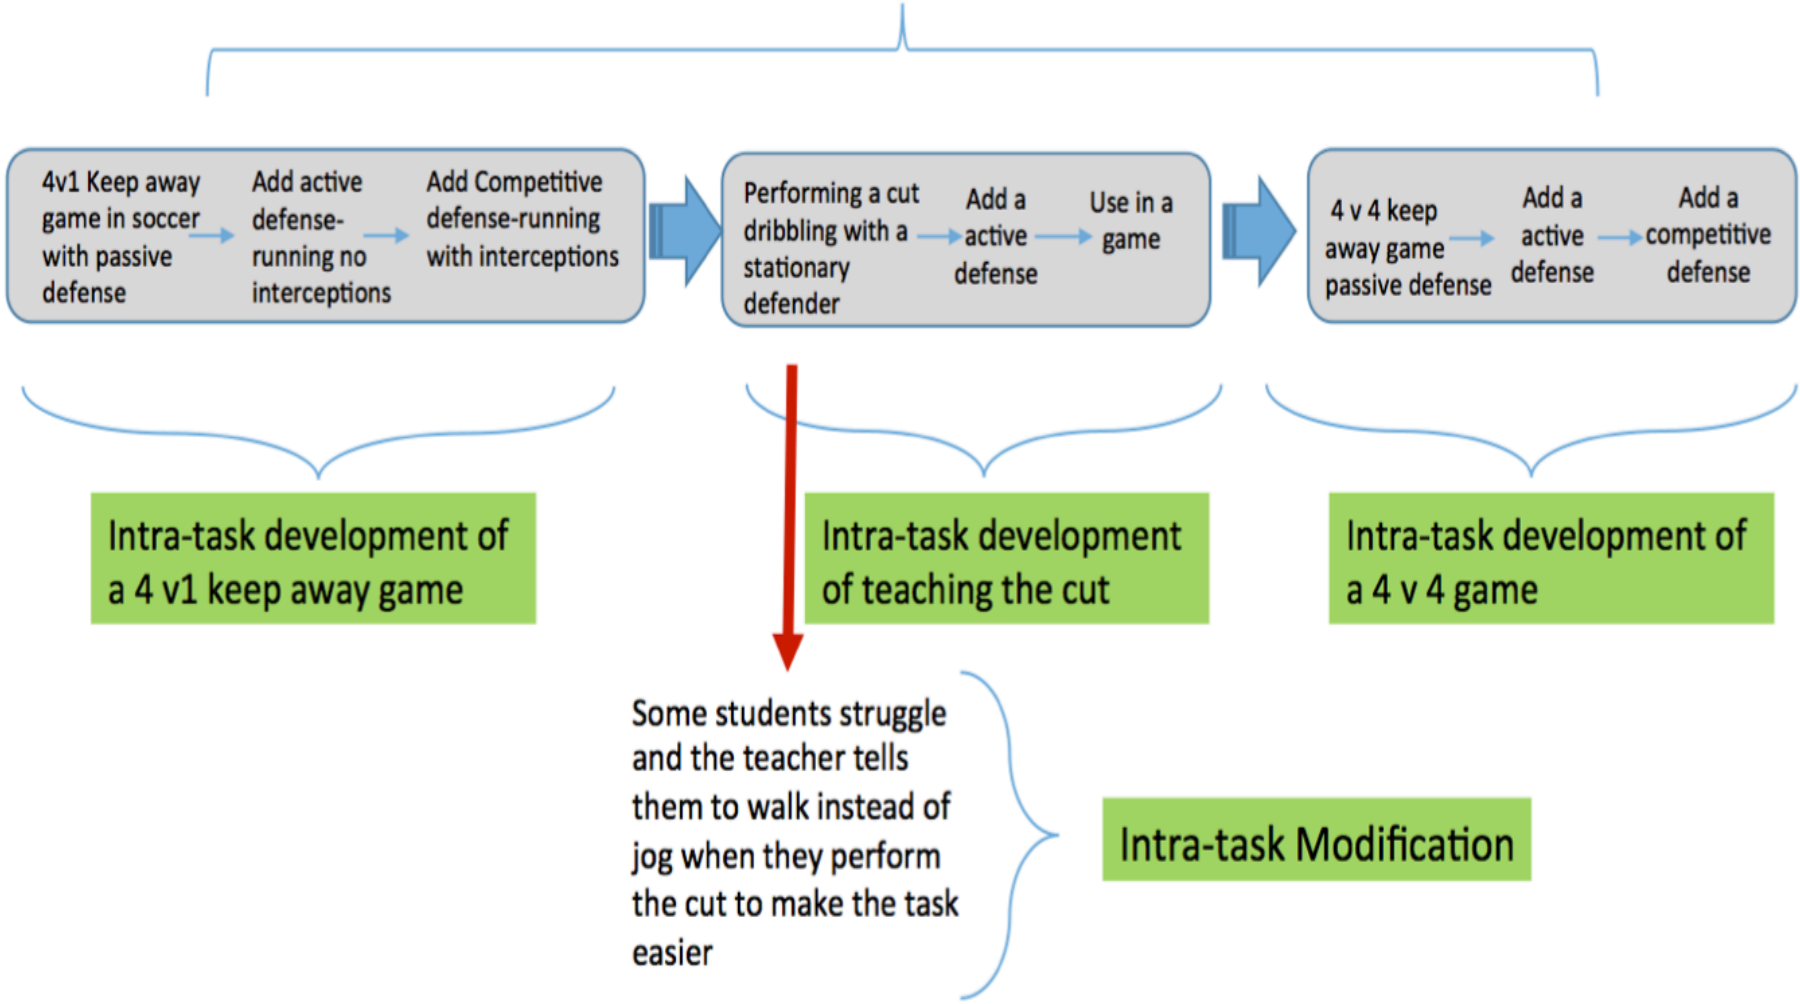 4v1 Keep away
game in soccer
with passive
defense
Add active
defense-
running no
interceptions
Add Competitive
defense-running
with interceptions
Performing a cut
dribbling with a
stationary
defender
Add a
active
defense
Use in a
game
4 v 4 keep
away game
passive defense
Add a
active
defense
Add a
competitive
defense
Intra-task development of
a 4 v1 keep away game
Intra-task development
of teaching the cut
Intra-task development of
a 4 v 4 game
Some students struggle
and the teacher tells
them to walk instead of
jog when they perform
the cut to make the task
easier
Intra-task Modification